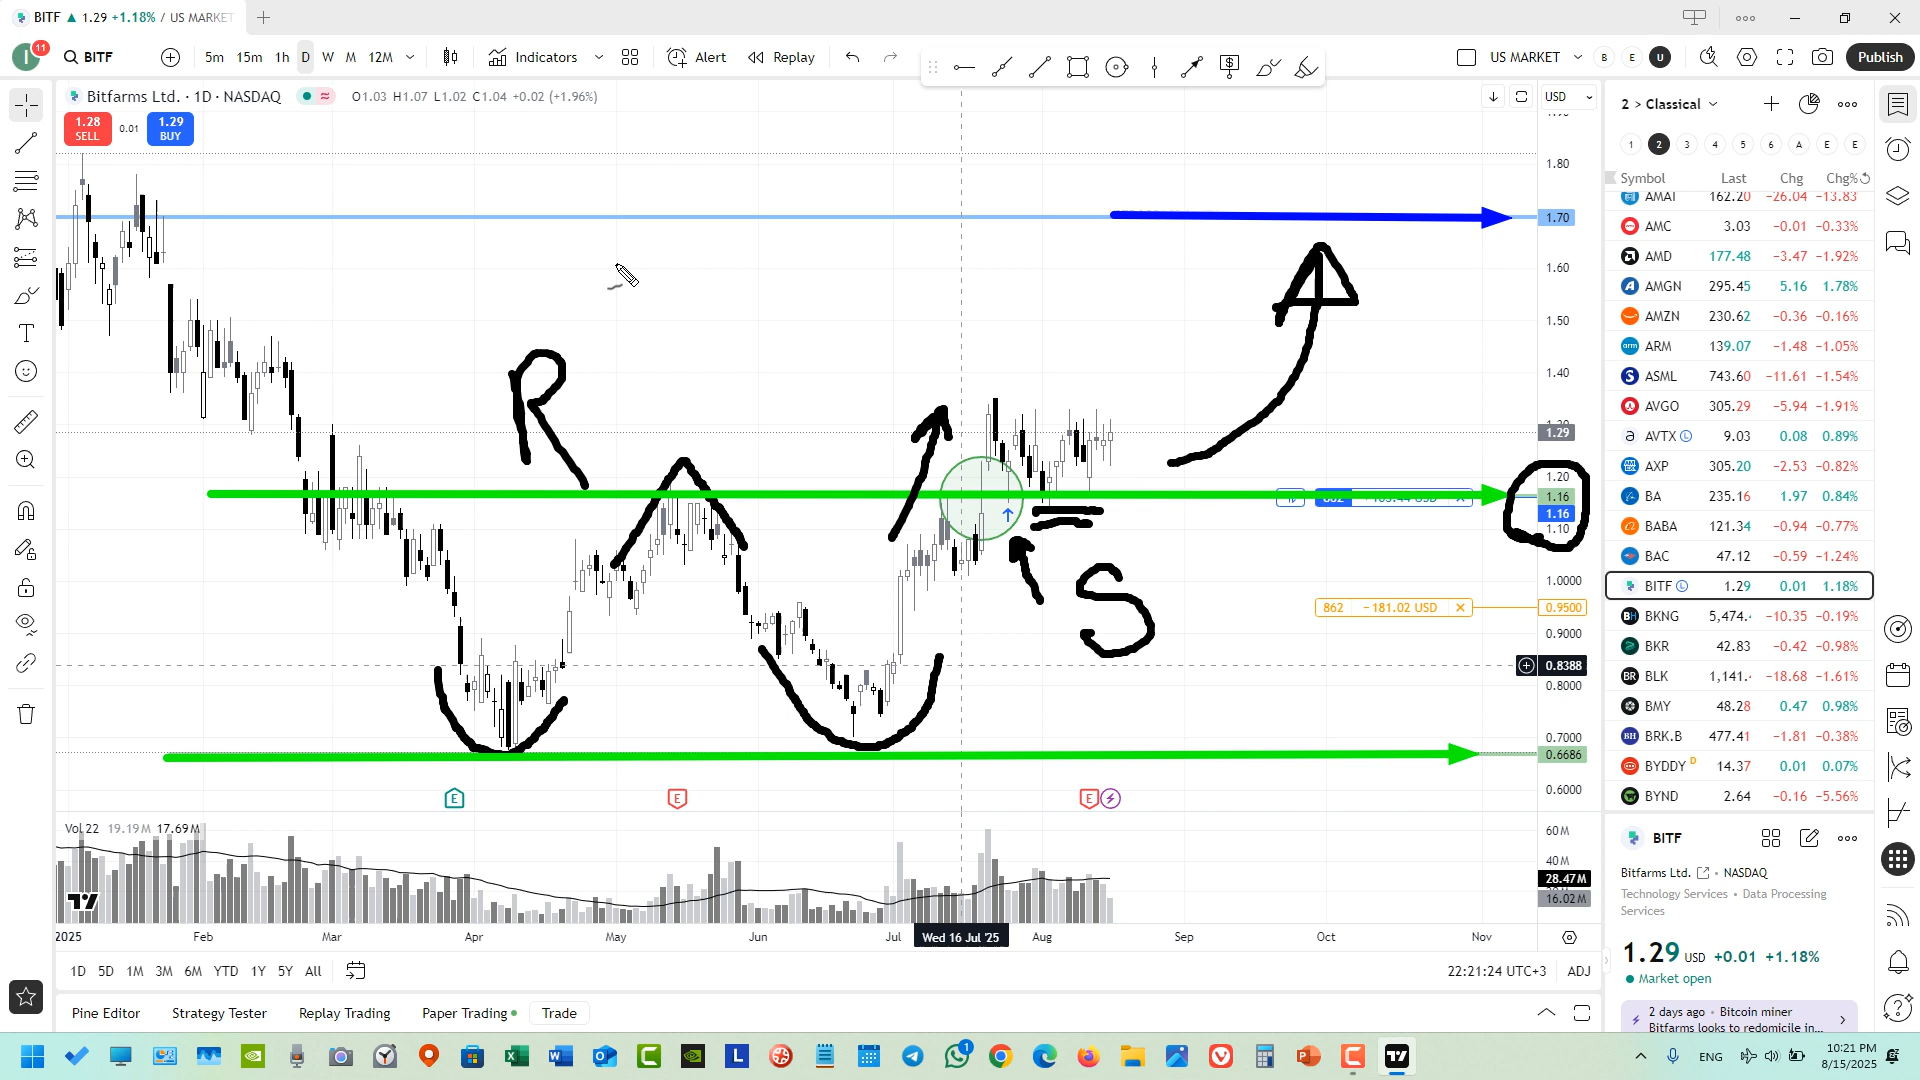 BITF ▲ 1.29 +1.18% / US MARKET
11
BITF
5m 15m 1h D W M 12M
Indicators
Alert
Replay
US MARKET
B E U
Publish
Bitfarms Ltd. · 1D · NASDAQ
O1.03 H1.07 L1.02 C1.04 +0.02 (+1.96%)
USD
1.28
SELL
0.01
1.29
BUY
1.80
1.70
1.60
1.50
1.40
1.29
1.20
1.16
1.16
1.10
1.0000
0.9500
0.9000
0.8388
0.8000
0.7000
0.6686
0.6000
R
S
862 −181.02 USD
E
E
E
Vol 22 19.19M 17.69M
60M
40M
28.47M
16.02M
2025 Feb Mar Apr May Jun Jul Wed 16 Jul '25 Aug Sep Oct Nov
1D 5D 1M 3M 6M YTD 1Y 5Y All
22:21:24 UTC+3 ADJ
Pine Editor Strategy Tester Replay Trading Paper Trading Trade
2 > Classical
1 2 3 4 5 6 A E E
Symbol Last Chg Chg%
AMAT 162.20 −26.04 −13.83
AMC 3.03 −0.01 −0.33%
AMD 177.48 −3.47 −1.92%
AMGN 295.45 5.16 1.78%
AMZN 230.62 −0.36 −0.16%
ARM 139.07 −1.48 −1.05%
ASML 743.60 −11.61 −1.54%
AVGO 305.29 −5.94 −1.91%
AVTX L 9.03 0.08 0.89%
AXP 305.20 −2.53 −0.82%
BA 235.16 1.97 0.84%
BABA 121.34 −0.94 −0.77%
BAC 47.12 −0.59 −1.24%
BITF L 1.29 0.01 1.18%
BKNG 5,474. −10.35 −0.19%
BKR 42.83 −0.42 −0.98%
BLK 1,141. −18.68 −1.61%
BMY 48.28 0.47 0.98%
BRK.B 477.41 −1.81 −0.38%
BYDDY D 14.37 0.01 0.07%
BYND 2.64 −0.16 −5.56%
BITF
Bitfarms Ltd. · NASDAQ
Technology Services • Data Processing
Services
1.29 USD +0.01 +1.18%
Market open
2 days ago • Bitcoin miner
Bitfarms looks to redomicile in...
ENG
10:21 PM
8/15/2025